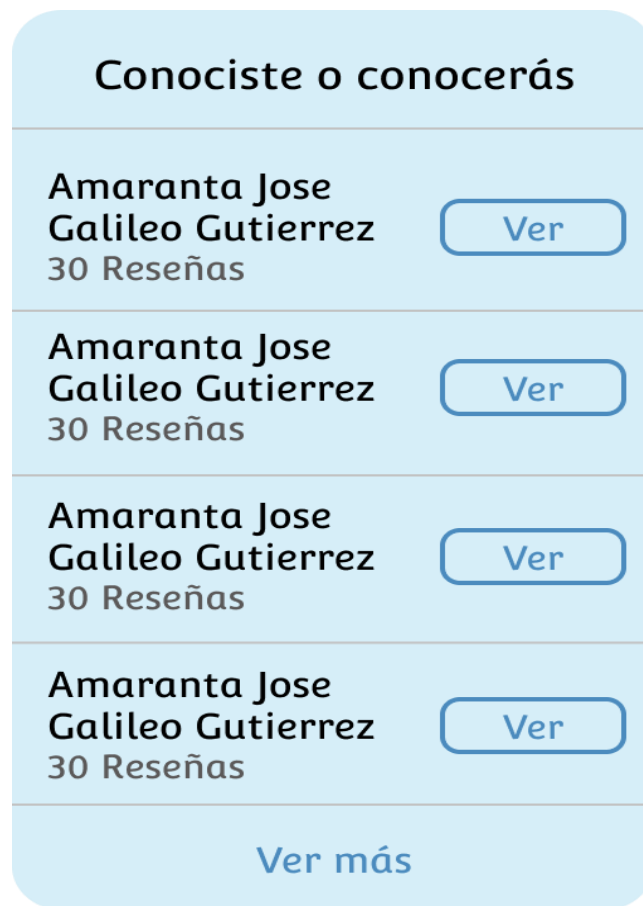 Conociste o conocerás
Amaranta Jose
Galileo Gutierrez
30 Reseñas
Ver
Amaranta Jose
Galileo Gutierrez
30 Reseñas
Ver
Amaranta Jose
Galileo Gutierrez
30 Reseñas
Ver
Amaranta Jose
Galileo Gutierrez
30 Reseñas
Ver
Ver más